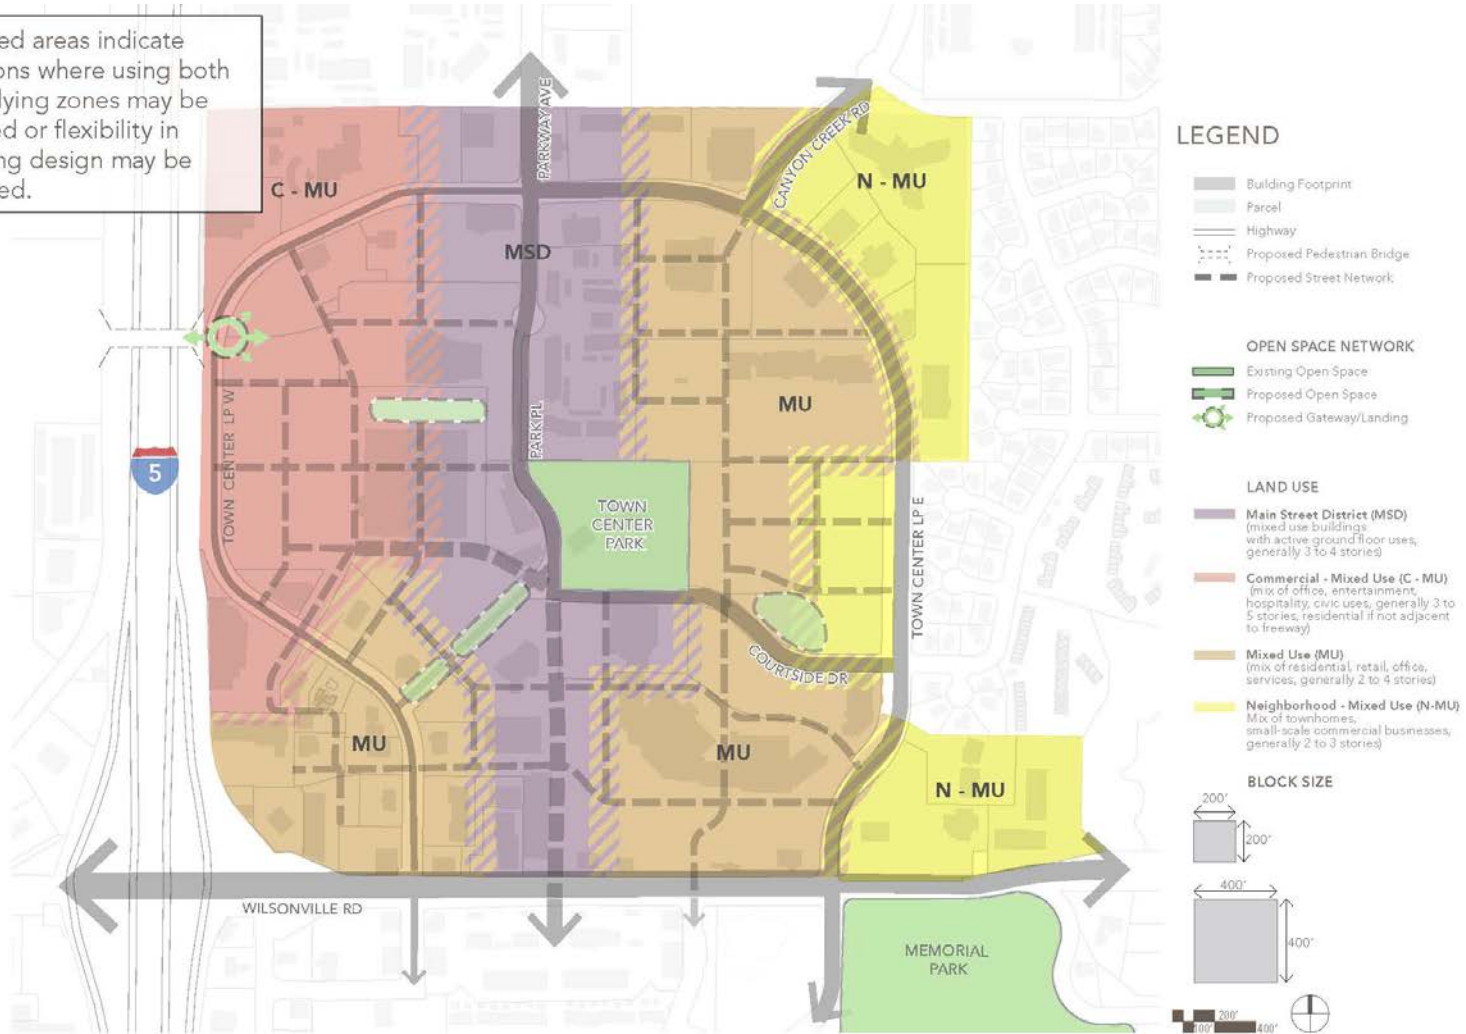 ed areas indicate
ons where using both
lying zones may be
ed or flexibility in
ng design may be
ed.
PARKWAY AVE
CANYON CREEK RD
C - MU
N - MU
MSD
MU
PARK PL
TOWN CENTER LP W
5
TOWN
CENTER
PARK
TOWN CENTER LP E
COURTSIDE DR
MU
MU
N - MU
WILSONVILLE RD
MEMORIAL
PARK
LEGEND
Building Footprint
Parcel
Highway
Proposed Pedestrian Bridge
Proposed Street Network
OPEN SPACE NETWORK
Existing Open Space
Proposed Open Space
Proposed Gateway/Landing
LAND USE
Main Street District (MSD)
(mixed use buildings
with active ground floor uses,
generally 3 to 4 stories)
Commercial - Mixed Use (C - MU)
(mix of office, entertainment,
hospitality, civic uses, generally 3 to
5 stories, residential if not adjacent
to freeway)
Mixed Use (MU)
(mix of residential, retail, office,
services, generally 2 to 4 stories)
Neighborhood - Mixed Use (N-MU)
Mix of townhomes,
small-scale commercial businesses,
generally 2 to 3 stories)
BLOCK SIZE
200'
200'
400'
400'
200'
100'
400'